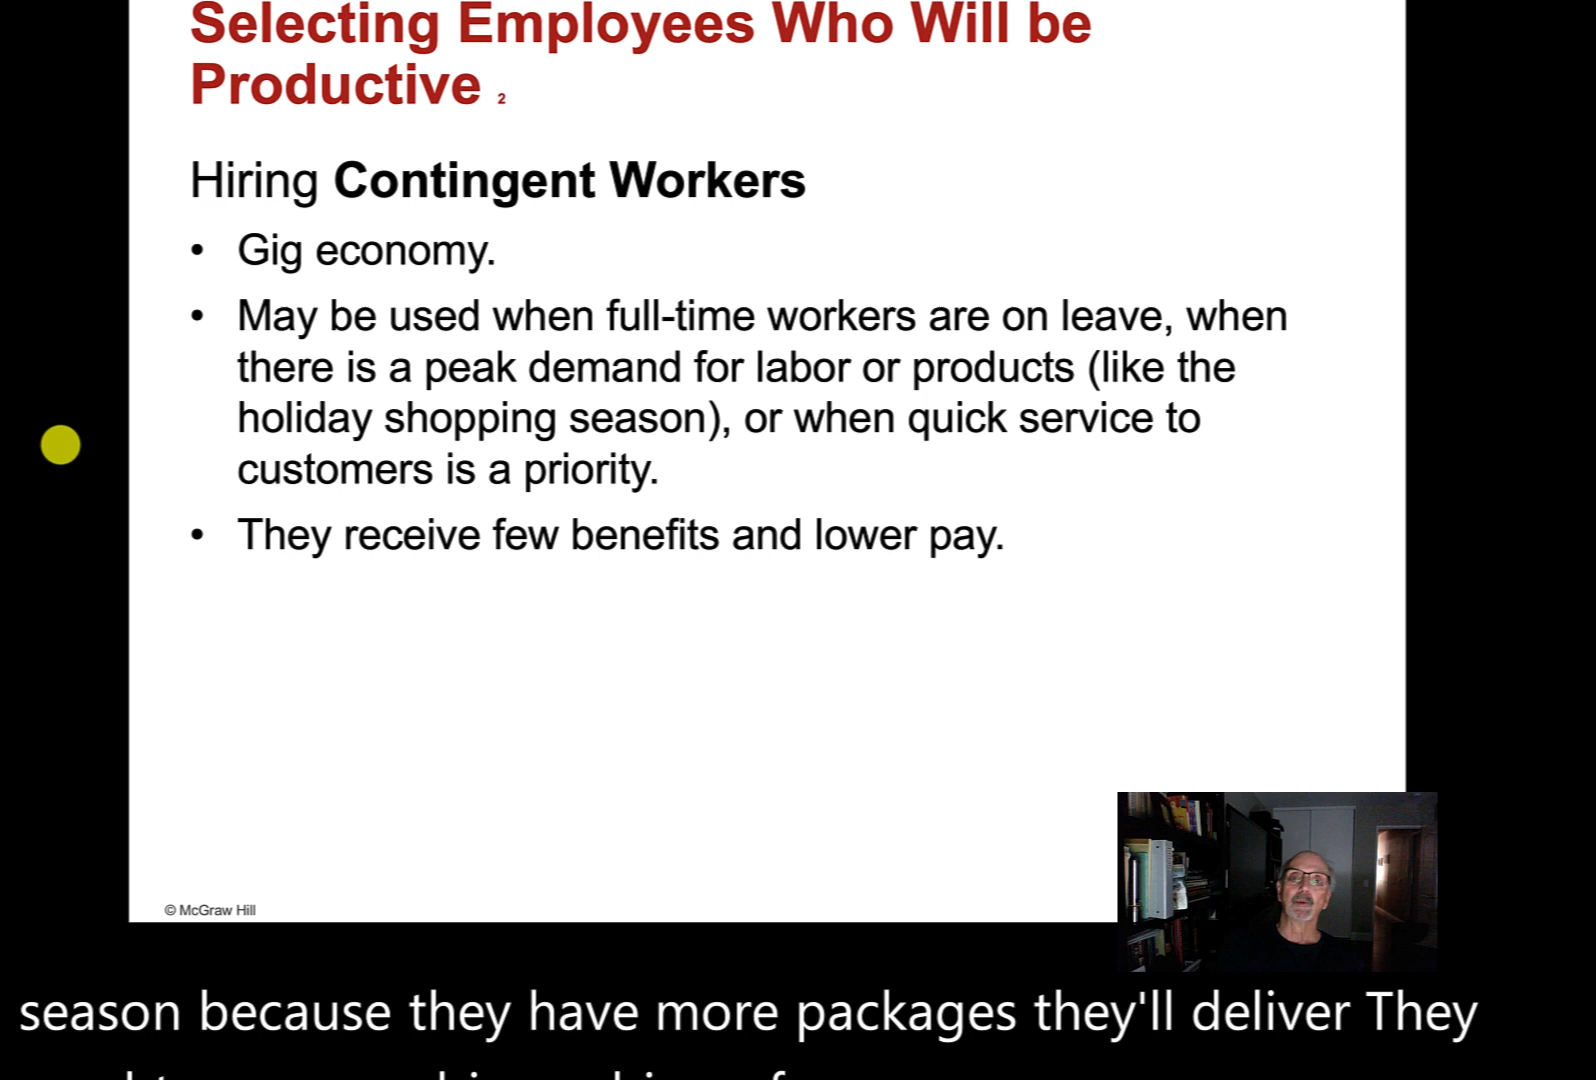 Selecting Employees Who Will be
Productive 2
Hiring Contingent Workers
• Gig economy.
• May be used when full-time workers are on leave, when
there is a peak demand for labor or products (like the
holiday shopping season), or when quick service to
customers is a priority.
• They receive few benefits and lower pay.
© McGraw Hill
season because they have more packages they'll deliver They